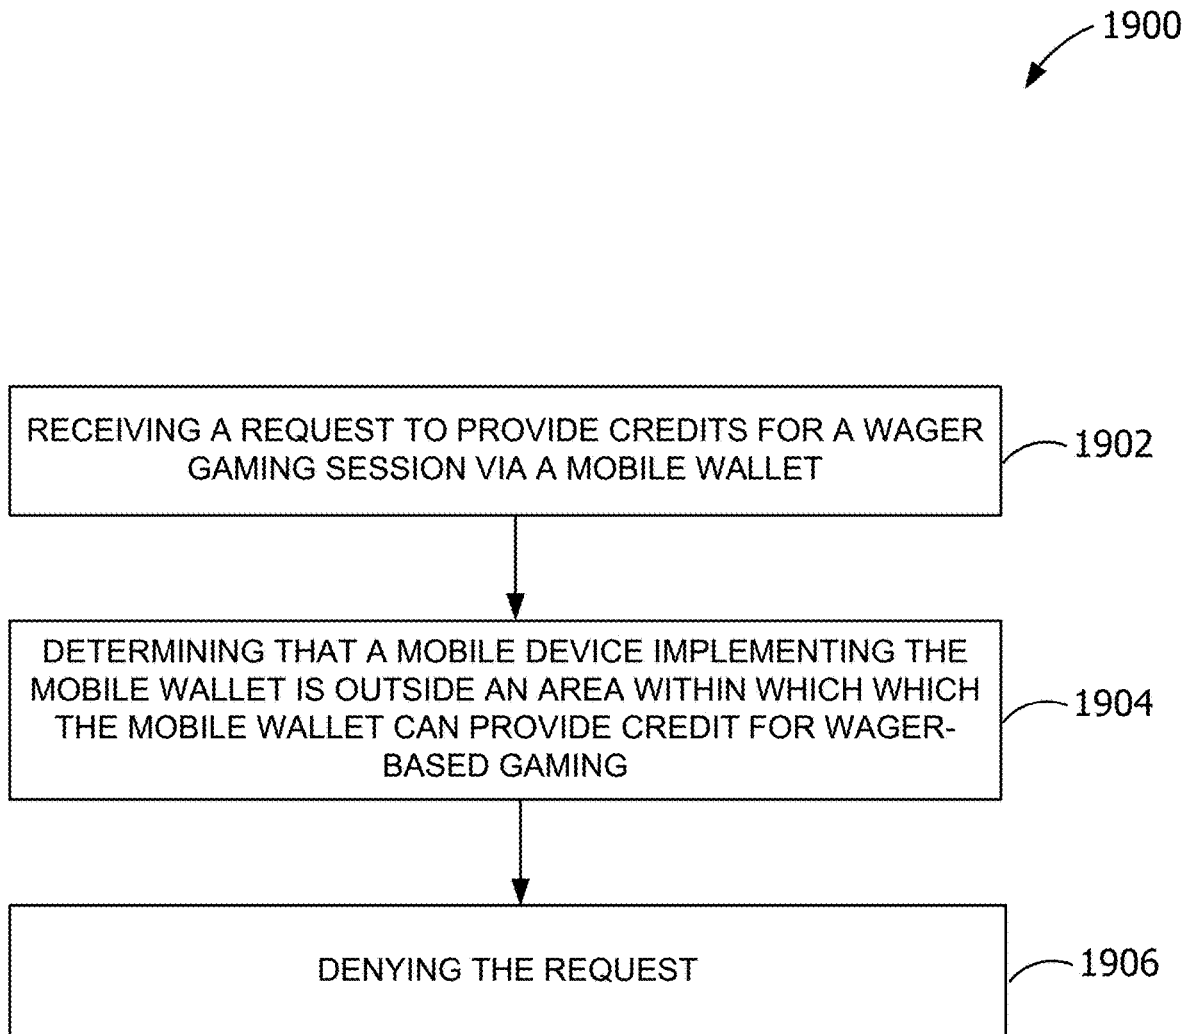 1900
RECEIVING A REQUEST TO PROVIDE CREDITS FOR A WAGER
GAMING SESSION VIA A MOBILE WALLET
1902
DETERMINING THAT A MOBILE DEVICE IMPLEMENTING THE
MOBILE WALLET IS OUTSIDE AN AREA WITHIN WHICH WHICH
THE MOBILE WALLET CAN PROVIDE CREDIT FOR WAGER-
BASED GAMING
1904
DENYING THE REQUEST
1906